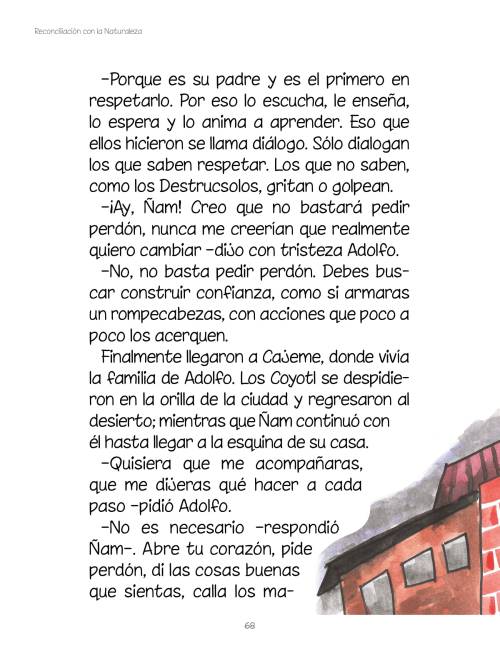 Reconciliación con la Naturaleza
–Porque es su padre y es el primero en
respetarlo. Por eso lo escucha, le enseña,
lo espera y lo anima a aprender. Eso que
ellos hicieron se llama diálogo. Sólo dialogan
los que saben respetar. Los que no saben,
como los Destrucsolos, gritan o golpean.
–¡Ay, Ñam! Creo que no bastará pedir
perdón, nunca me creerían que realmente
quiero cambiar –dijo con tristeza Adolfo.
–No, no basta pedir perdón. Debes bus-
car construir confianza, como si armaras
un rompecabezas, con acciones que poco a
poco los acerquen.
Finalmente llegaron a Cajeme, donde vivía
la familia de Adolfo. Los Coyotl se despidie-
ron en la orilla de la ciudad y regresaron al
desierto; mientras que Ñam continuó con
él hasta llegar a la esquina de su casa.
–Quisiera que me acompañaras,
que me dijeras qué hacer a cada
paso –pidió Adolfo.
–No es necesario –respondió
Ñam–. Abre tu corazón, pide
perdón, di las cosas buenas
que sientas, calla los ma-
68